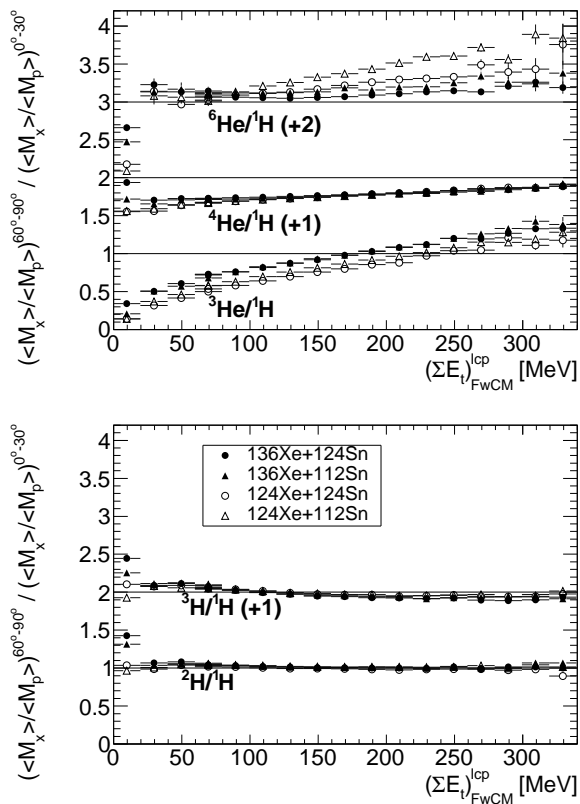 (<M_x>/<M_p>)^{60°-90°} / (<M_x>/<M_p>)^{0°-30°}
4
3.5
3
2.5
2
1.5
1
0.5
0
^6He/^1H (+2)
^4He/^1H (+1)
^3He/^1H
0 50 100 150 200 250 300
(ΣE_t)^{lcp}_{FwCM} [MeV]
(<M_x>/<M_p>)^{60°-90°} / (<M_x>/<M_p>)^{0°-30°}
4
3.5
3
2.5
2
1.5
1
0.5
0
136Xe+124Sn
136Xe+112Sn
124Xe+124Sn
124Xe+112Sn
^3H/^1H (+1)
^2H/^1H
0 50 100 150 200 250 300
(ΣE_t)^{lcp}_{FwCM} [MeV]